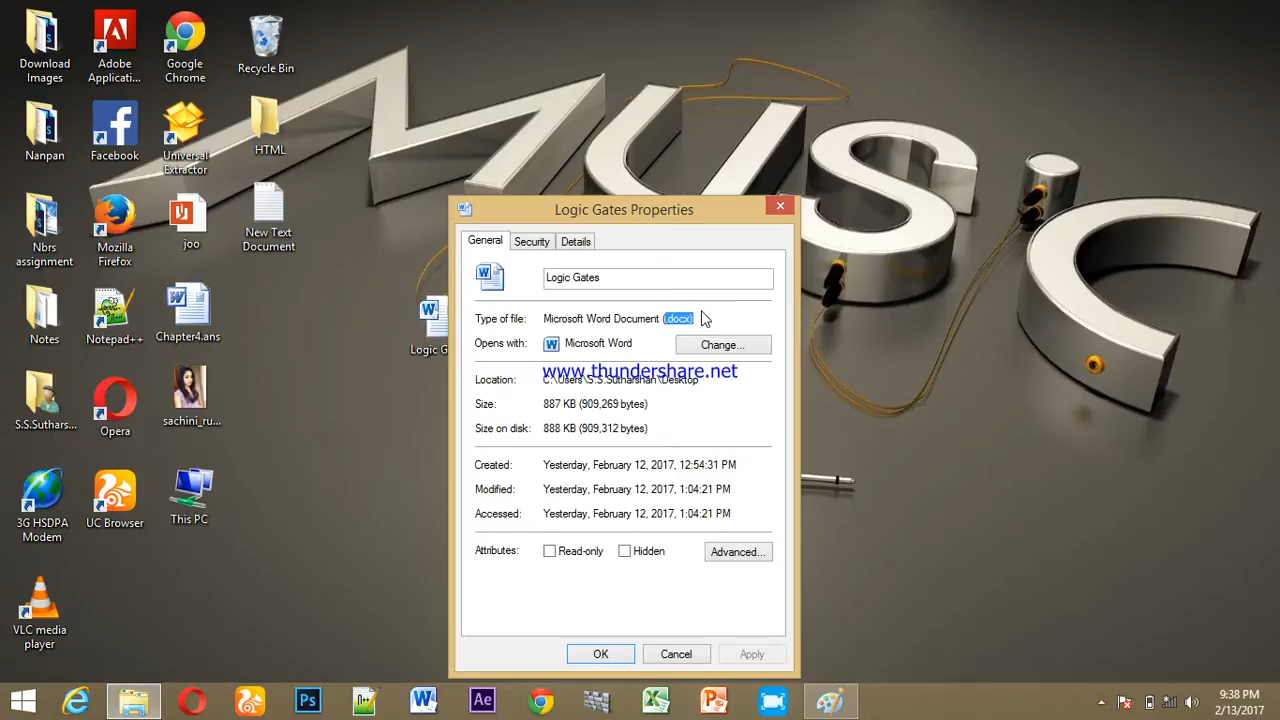 Download
Images
Adobe
Applicati...
Google
Chrome
Recycle Bin
Nanpan
Facebook
Universal
Extractor
HTML
Nbrs
assignment
Mozilla
Firefox
joo
New Text
Document
Notes
Notepad++
Chapter4.ans
S.S.Suthars...
Opera
sachini_ru...
3G HSDPA
Modem
UC Browser
This PC
VLC media
player
MUSiC
Logic G
Logic Gates Properties
General
Security
Details
Logic Gates
Type of file:
Microsoft Word Document (.docx)
Opens with:
Microsoft Word
Change...
www.thundershare.net
Location:
C:\Users\S.S.Sutharshan\Desktop
Size:
887 KB (909,269 bytes)
Size on disk:
888 KB (909,312 bytes)
Created:
Yesterday, February 12, 2017, 12:54:31 PM
Modified:
Yesterday, February 12, 2017, 1:04:21 PM
Accessed:
Yesterday, February 12, 2017, 1:04:21 PM
Attributes:
Read-only
Hidden
Advanced...
OK
Cancel
Apply
9:38 PM
2/13/2017